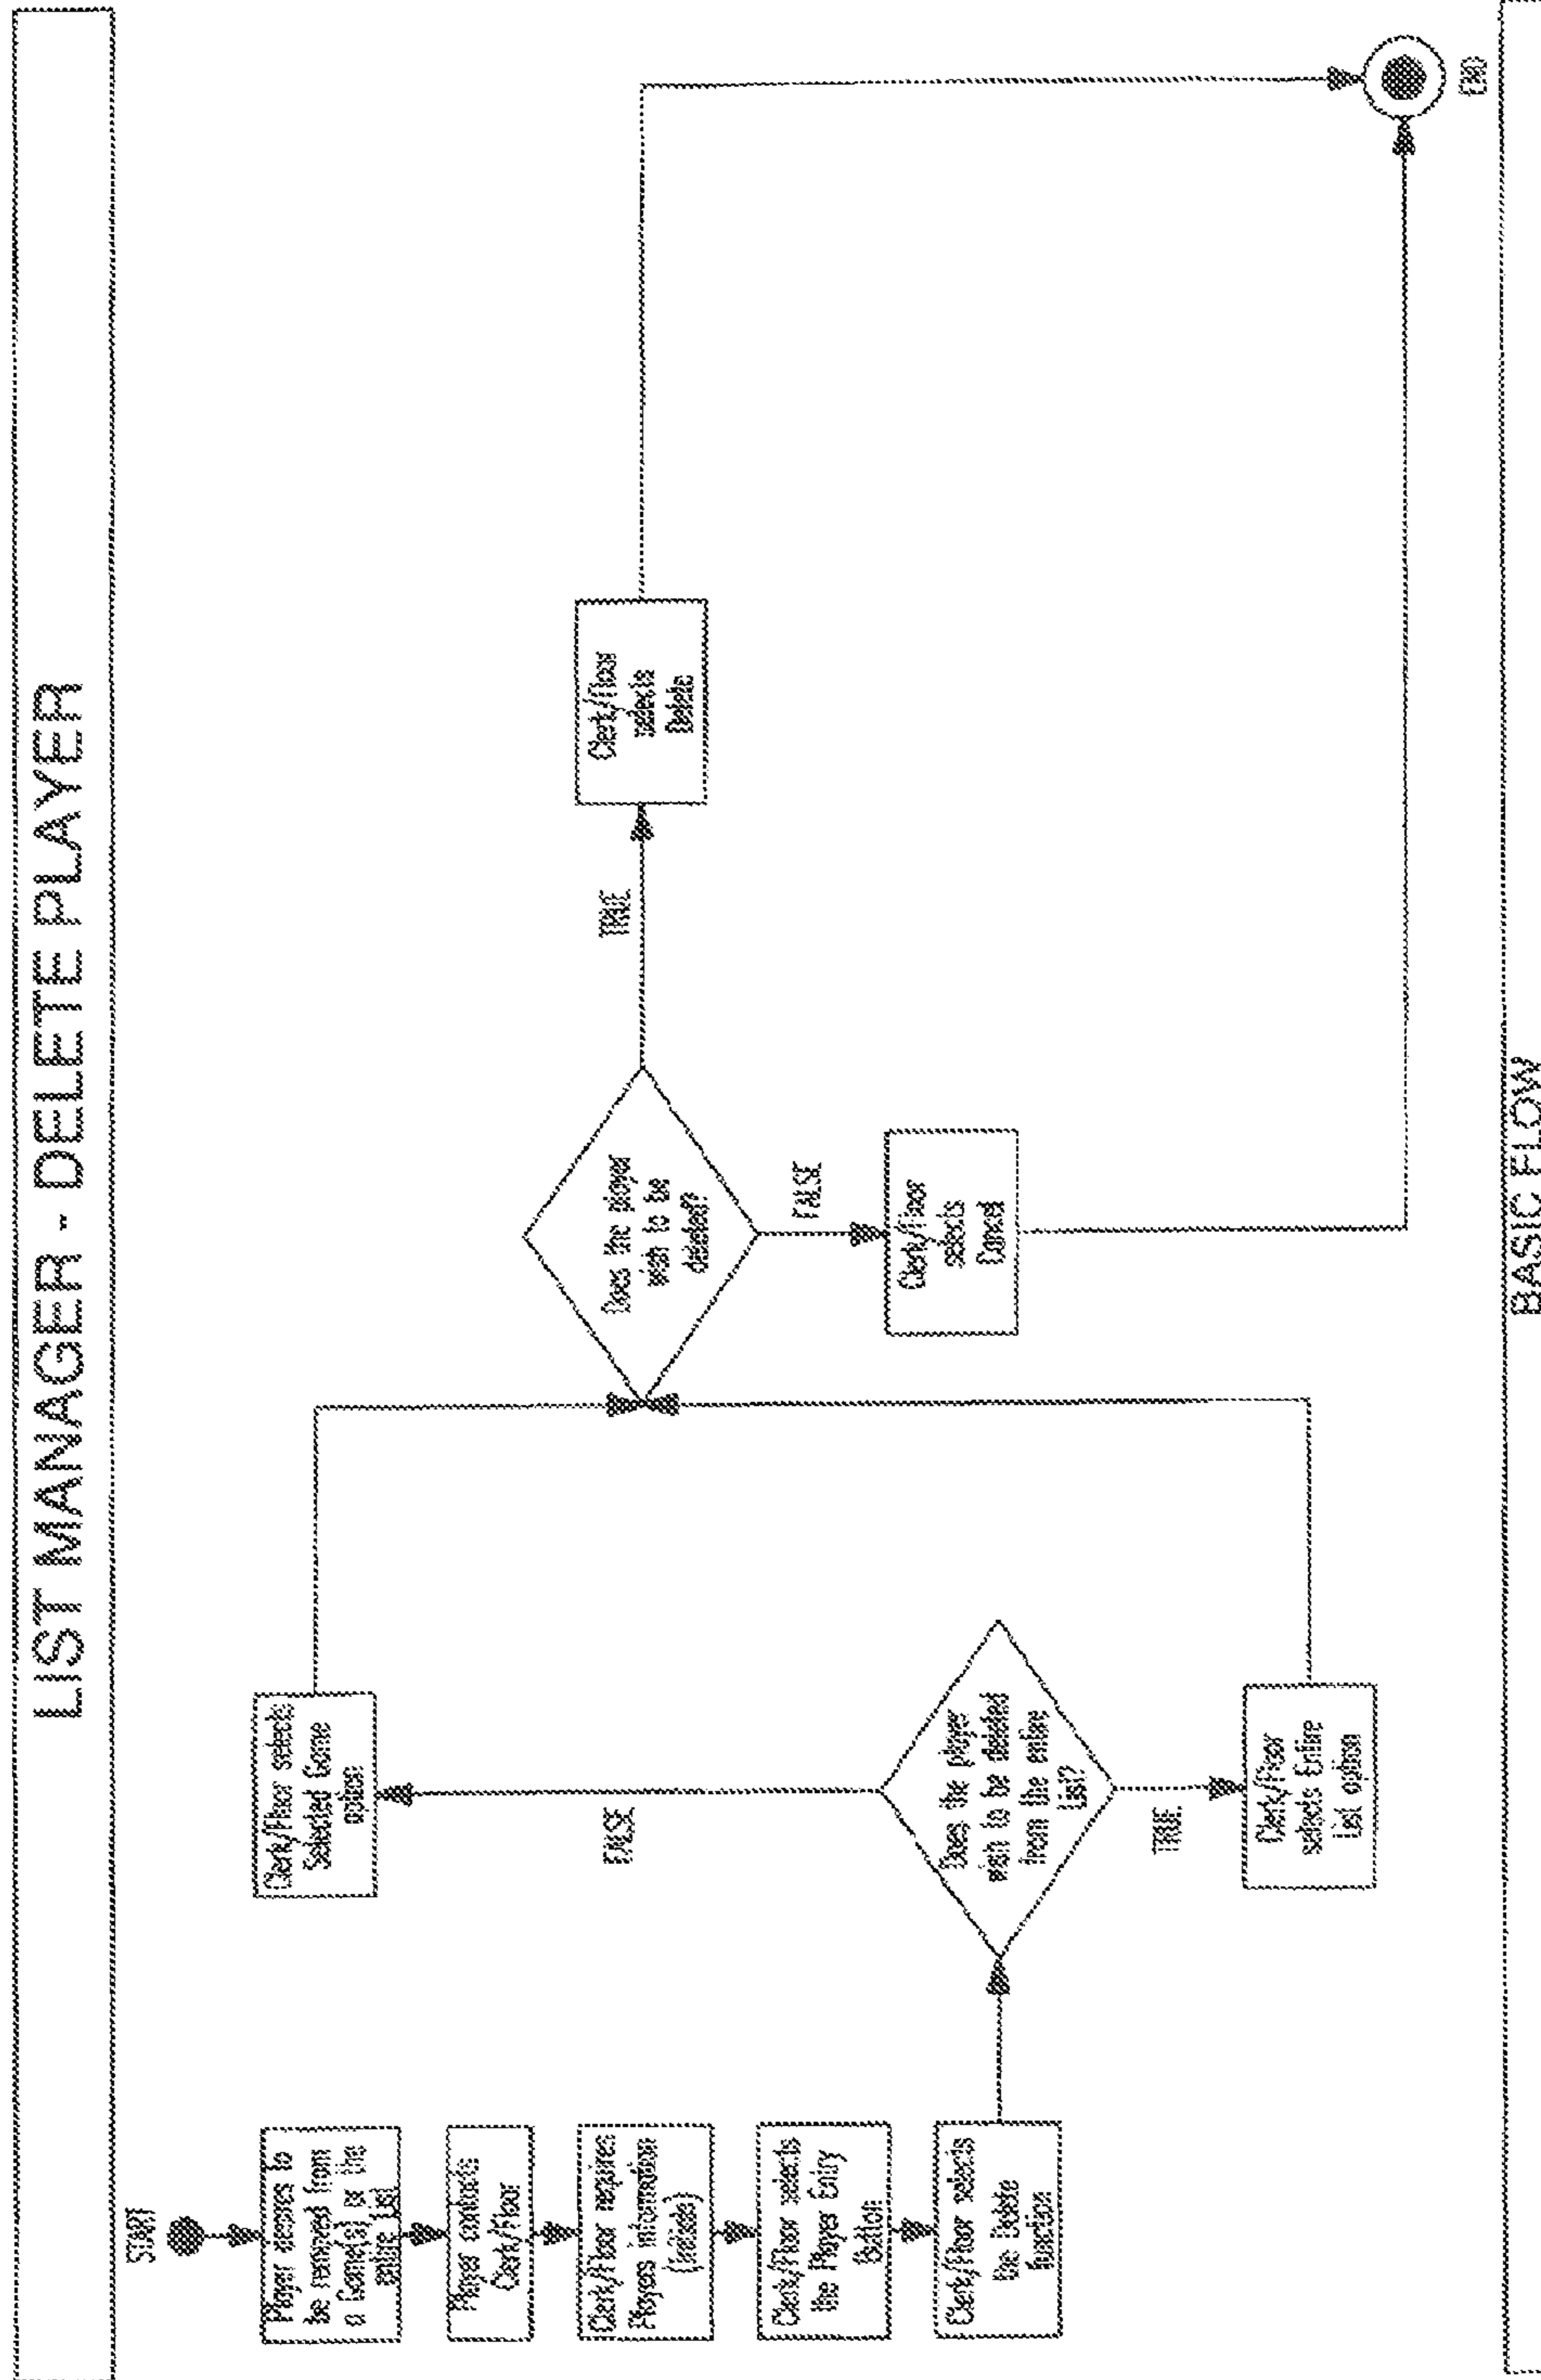 LIST MANAGER - DELETE PLAYER
START
Player desires to
be removed from
a Game(s) or the
entire List
Player contacts
Clerk/Floor
Clerk/Floor requires
Players information
(Initials)
Clerk/Floor selects
the Player Entry
Button
Clerk/Floor selects
the Delete
function
Does the player
wish to be deleted
from the entire
List?
FALSE
Clerk/Floor selects
Selected Game
option
TRUE
Clerk/Floor
selects Entire
List option
Does the player
wish to be
deleted?
FALSE
Clerk/Floor
selects
Cancel
TRUE
Clerk/Floor
selects
Delete
END
BASIC FLOW